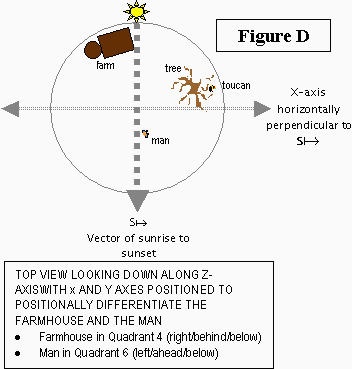 Figure D
farm
tree
toucan
X-axis
horizontally
perpendicular to
S↦
man
S↦
Vector of sunrise to
sunset
TOP VIEW LOOKING DOWN ALONG Z-
AXISWITH x AND Y AXES POSITIONED TO
POSITIONALLY DIFFERENTIATE THE
FARMHOUSE AND THE MAN
● Farmhouse in Quadrant 4 (right/behind/below)
● Man in Quadrant 6 (left/ahead/below)